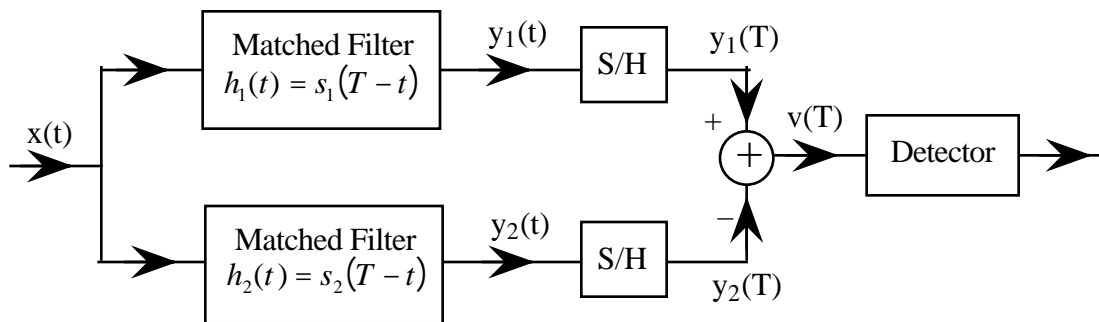 x(t)
Matched Filter
h₁(t) = s₁(T − t)
y₁(t)
S/H
y₁(T)
+
+
−
v(T)
Detector
Matched Filter
h₂(t) = s₂(T − t)
y₂(t)
S/H
y₂(T)